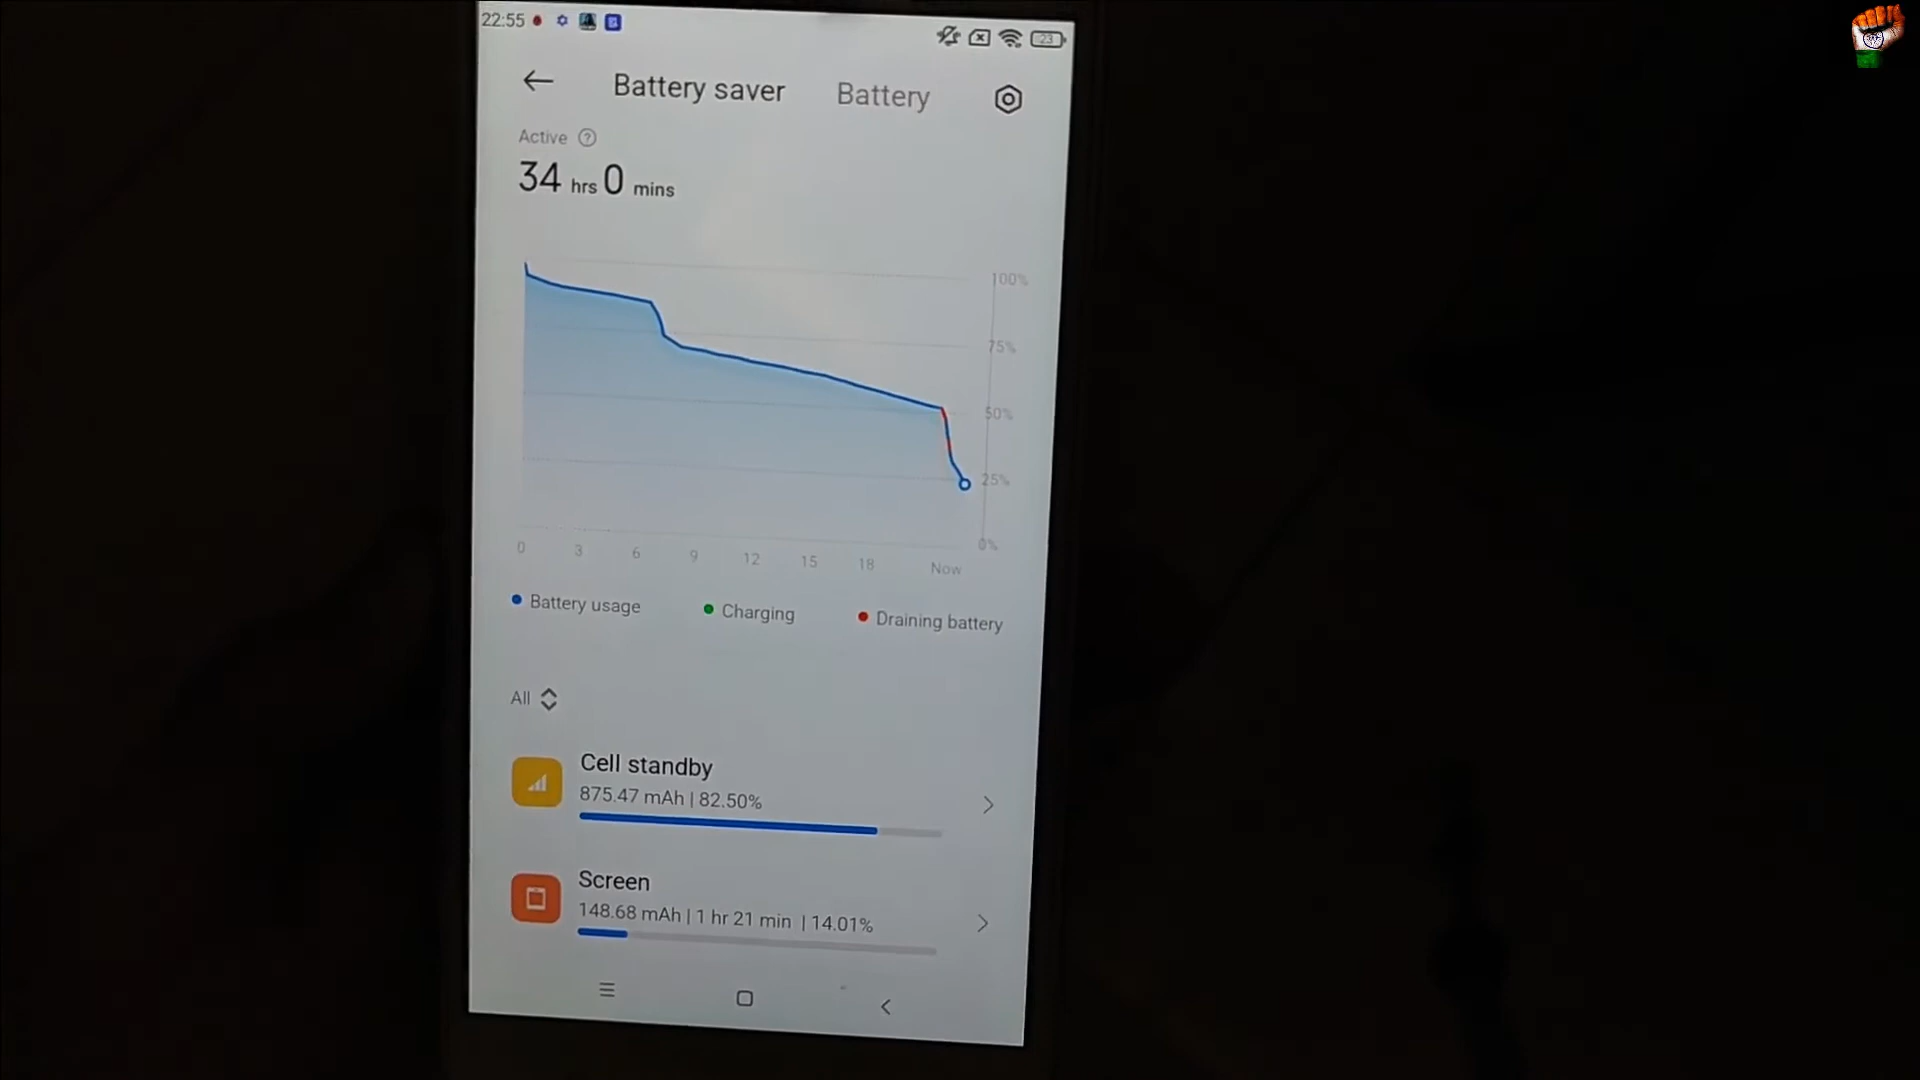 22:55
23
Battery saver Battery
Active ?
34 hrs 0 mins
100%
75%
50%
25%
0%
0 3 6 9 12 15 18 Now
Battery usage Charging Draining battery
All
Cell standby
875.47 mAh | 82.50%
Screen
148.68 mAh | 1 hr 21 min | 14.01%